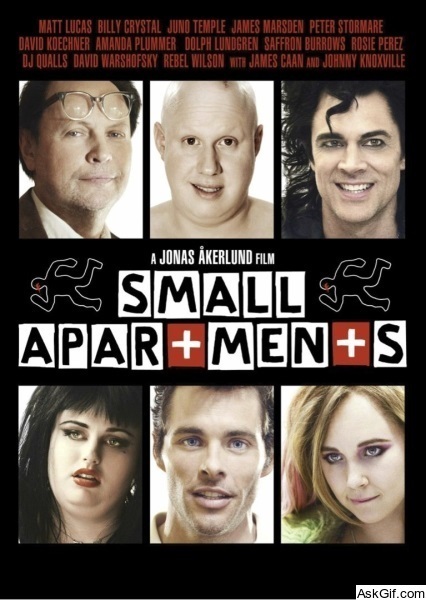 MATT LUCAS BILLY CRYSTAL JUNO TEMPLE JAMES MARSDEN PETER STORMARE
DAVID KOECHNER AMANDA PLUMMER DOLPH LUNDGREN SAFFRON BURROWS ROSIE PEREZ
DJ QUALLS DAVID WARSHOFSKY REBEL WILSON WITH JAMES CAAN AND JOHNNY KNOXVILLE
A JONAS ÅKERLUND FILM
SMALL
APAR+MEN+S
AskGif.com